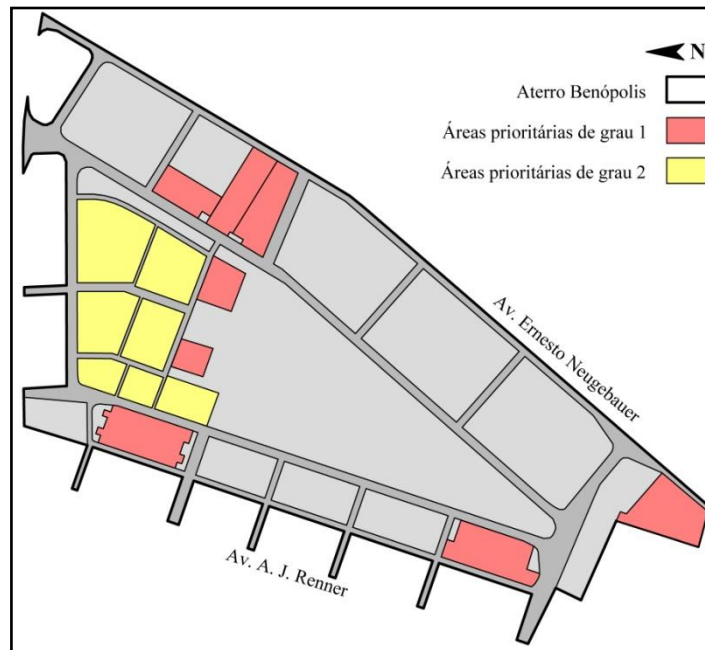 N
Aterro Benópolis
Áreas prioritárias de grau 1
Áreas prioritárias de grau 2
Av. Ernesto Neugebauer
Av. A. J. Renner